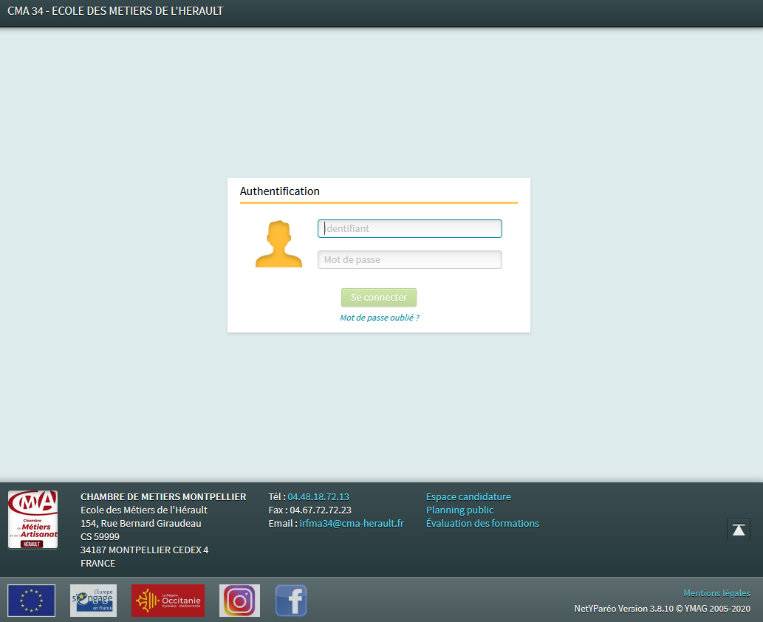 CMA 34 - ECOLE DES METIERS DE L'HERAULT
Authentification
Identifiant
Mot de passe
Se connecter
Mot de passe oublié ?
CMA
Chambre
de Métiers
et de l'Artisanat
HÉRAULT
CHAMBRE DE METIERS MONTPELLIER
Ecole des Métiers de l'Hérault
154, Rue Bernard Giraudeau
CS 59999
34187 MONTPELLIER CEDEX 4
FRANCE
Tél : 04.48.18.72.13
Fax : 04.67.72.72.23
Email : irfma34@cma-herault.fr
Espace candidature
Planning public
Évaluation des formations
l'Europe
s'engage
en France
La Région
Occitanie
Pyrénées - Méditerranée
f
Mentions légales
NetYParéo Version 3.8.10 © YMAG 2005-2020